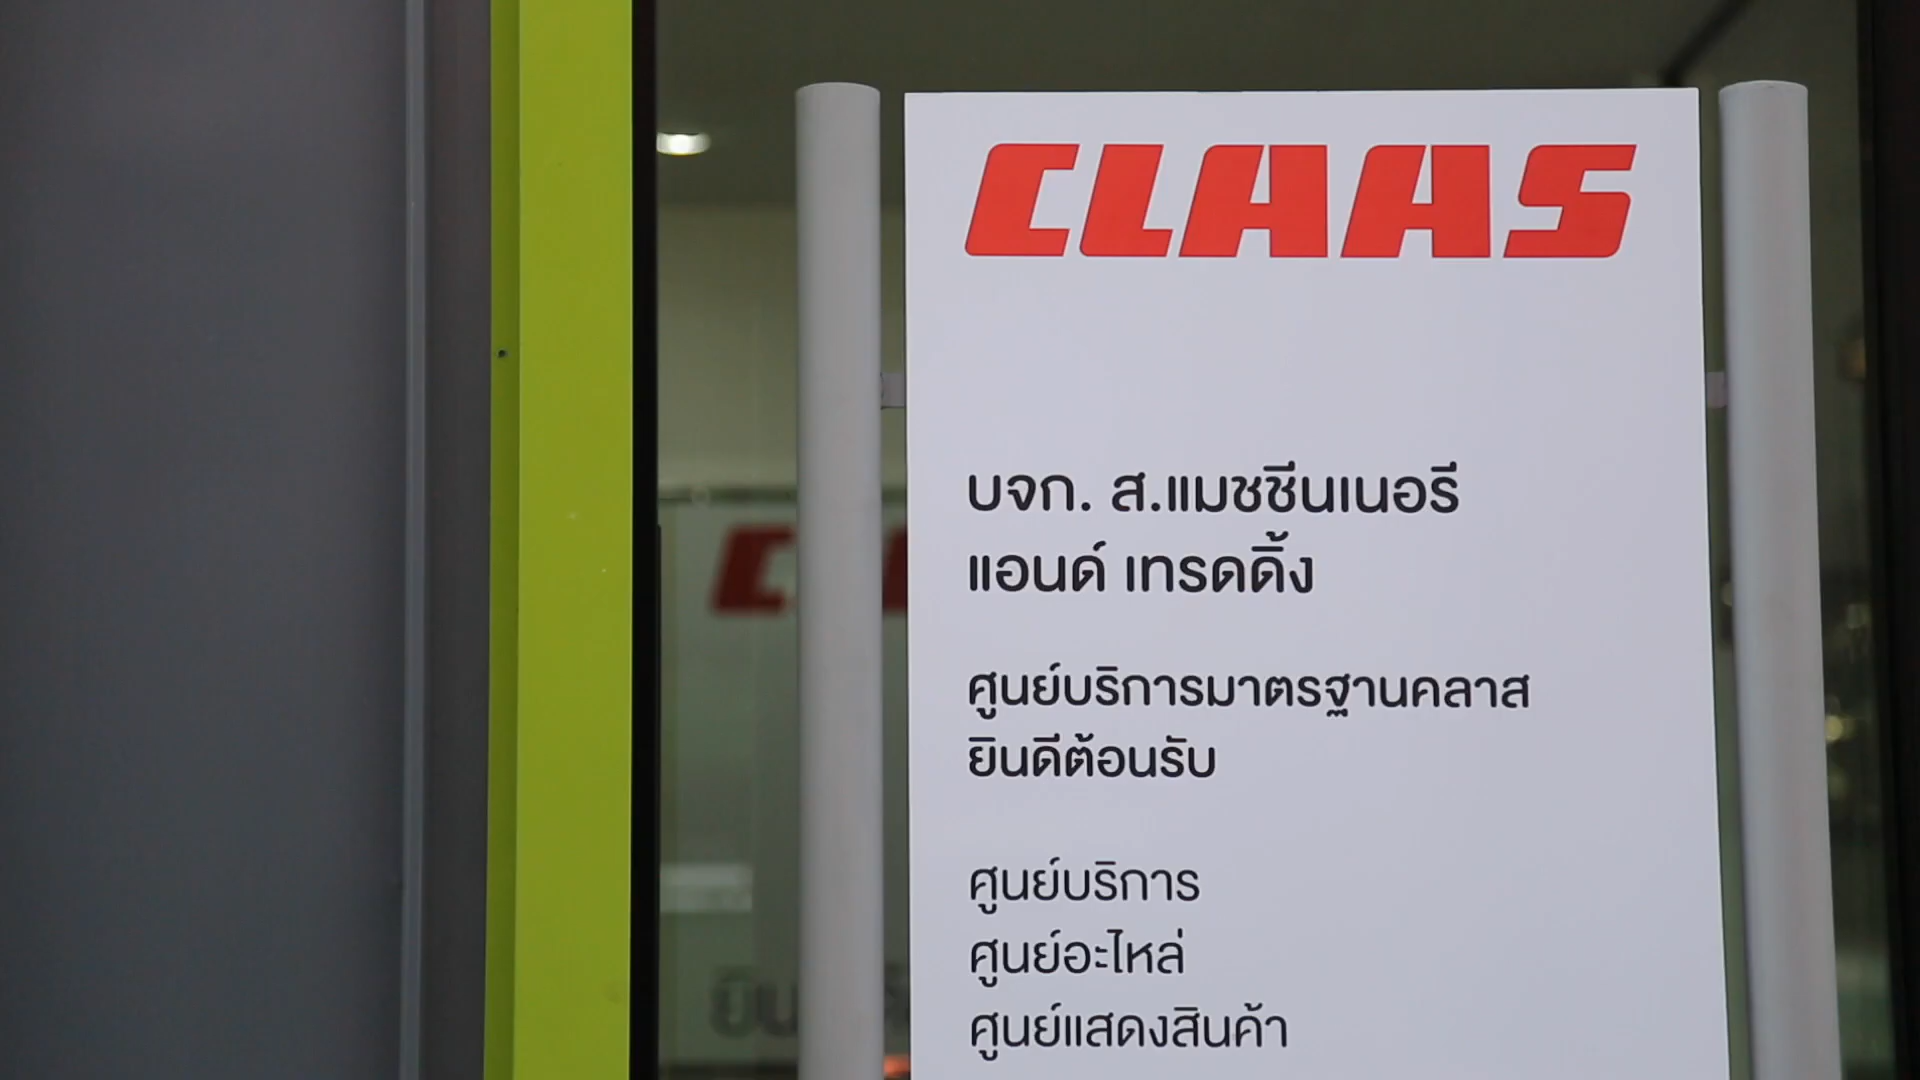 CLAAS
บจก. ส.แมชชีนเนอรี
แอนด์ เทรดดิ้ง
ศูนย์บริการมาตรฐานคลาส
ยินดีต้อนรับ
ศูนย์บริการ
ศูนย์อะไหล่
ศูนย์แสดงสินค้า